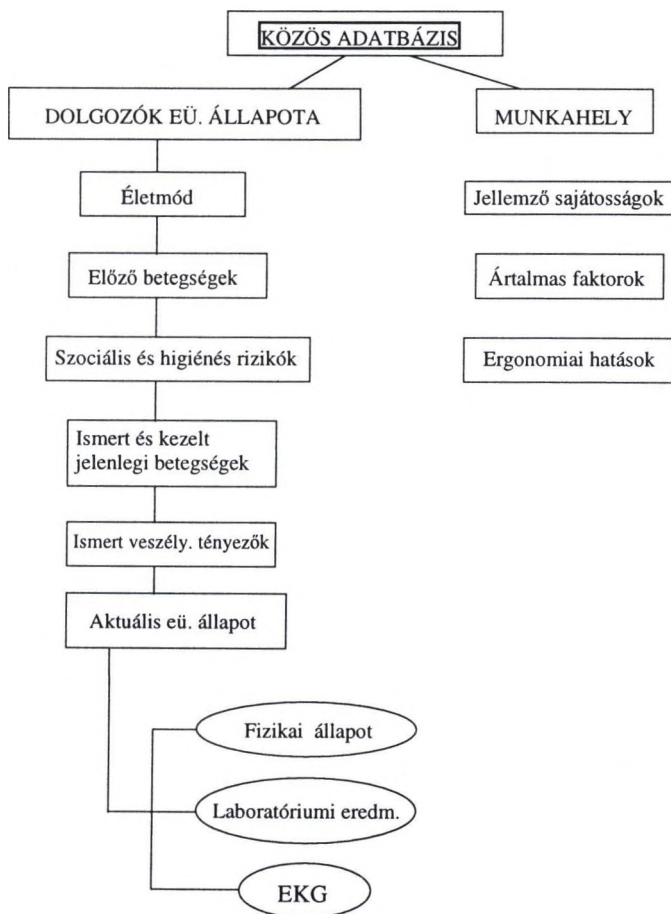 KÖZÖS ADATBÁZIS
DOLGOZÓK EÜ. ÁLLAPOTA
MUNKAHELY
Életmód
Jellemző sajátosságok
Előző betegségek
Ártalmas faktorok
Szociális és higiénés rizikók
Ergonomiai hatások
Ismert és kezelt
jelenlegi betegségek
Ismert veszély. tényezők
Aktuális eü. állapot
Fizikai állapot
Laboratóriumi eredm.
EKG